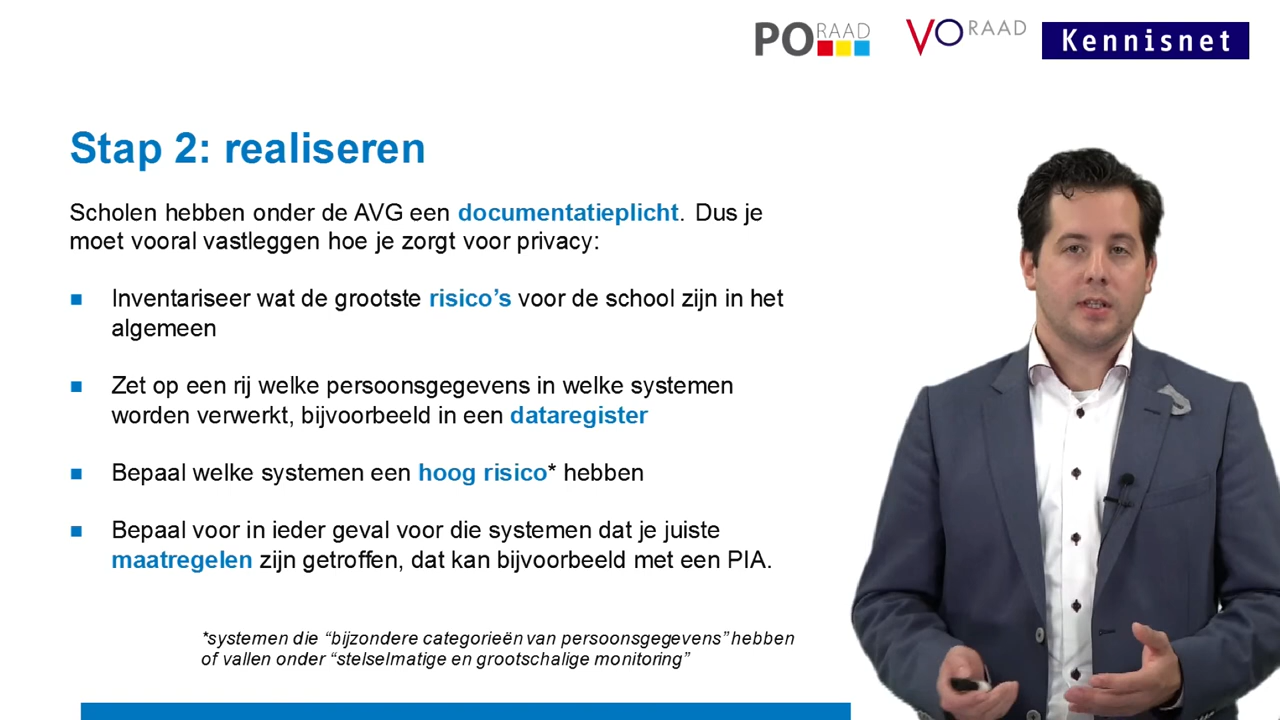 PO RAAD
VO RAAD
Kennisnet
Stap 2: realiseren
Scholen hebben onder de AVG een documentatieplicht. Dus je
moet vooral vastleggen hoe je zorgt voor privacy:
Inventariseer wat de grootste risico’s voor de school zijn in het
algemeen
Zet op een rij welke persoonsgegevens in welke systemen
worden verwerkt, bijvoorbeeld in een dataregister
Bepaal welke systemen een hoog risico* hebben
Bepaal voor in ieder geval voor die systemen dat je juiste
maatregelen zijn getroffen, dat kan bijvoorbeeld met een PIA.
*systemen die “bijzondere categorieën van persoonsgegevens” hebben
of vallen onder “stelselmatige en grootschalige monitoring”